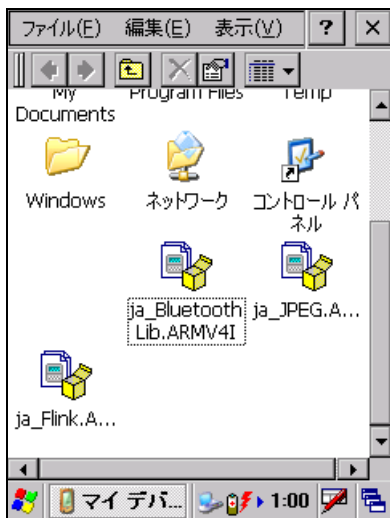 ファイル(F) 編集(E) 表示(V) ? ×
My Documents
Program Files
Temp
Windows
ネットワーク
コントロール パネル
ja_Bluetooth
Lib.ARMV4I
ja_JPEG.A...
ja_Flink.A...
マイ デバ... 1:00